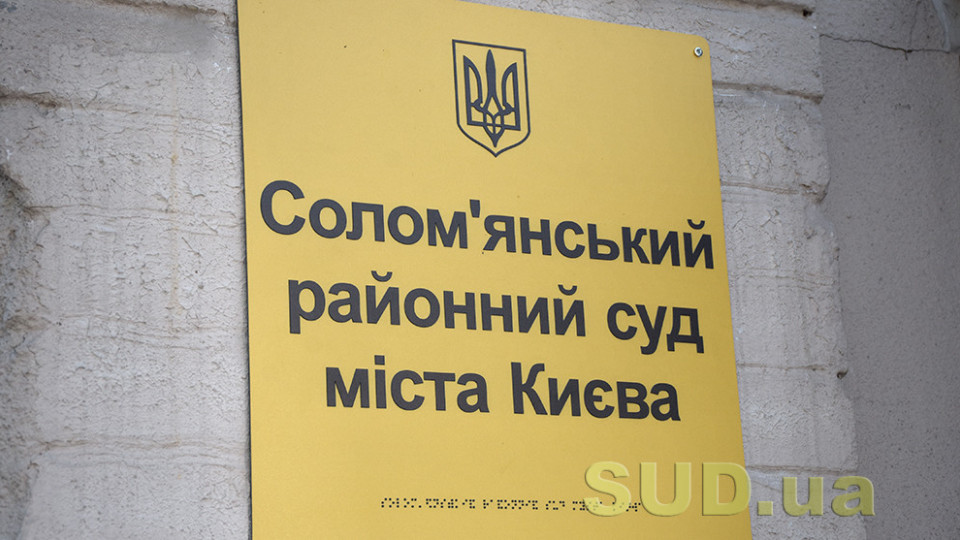 Солом'янський
районний суд
міста Києва
SUD.ua